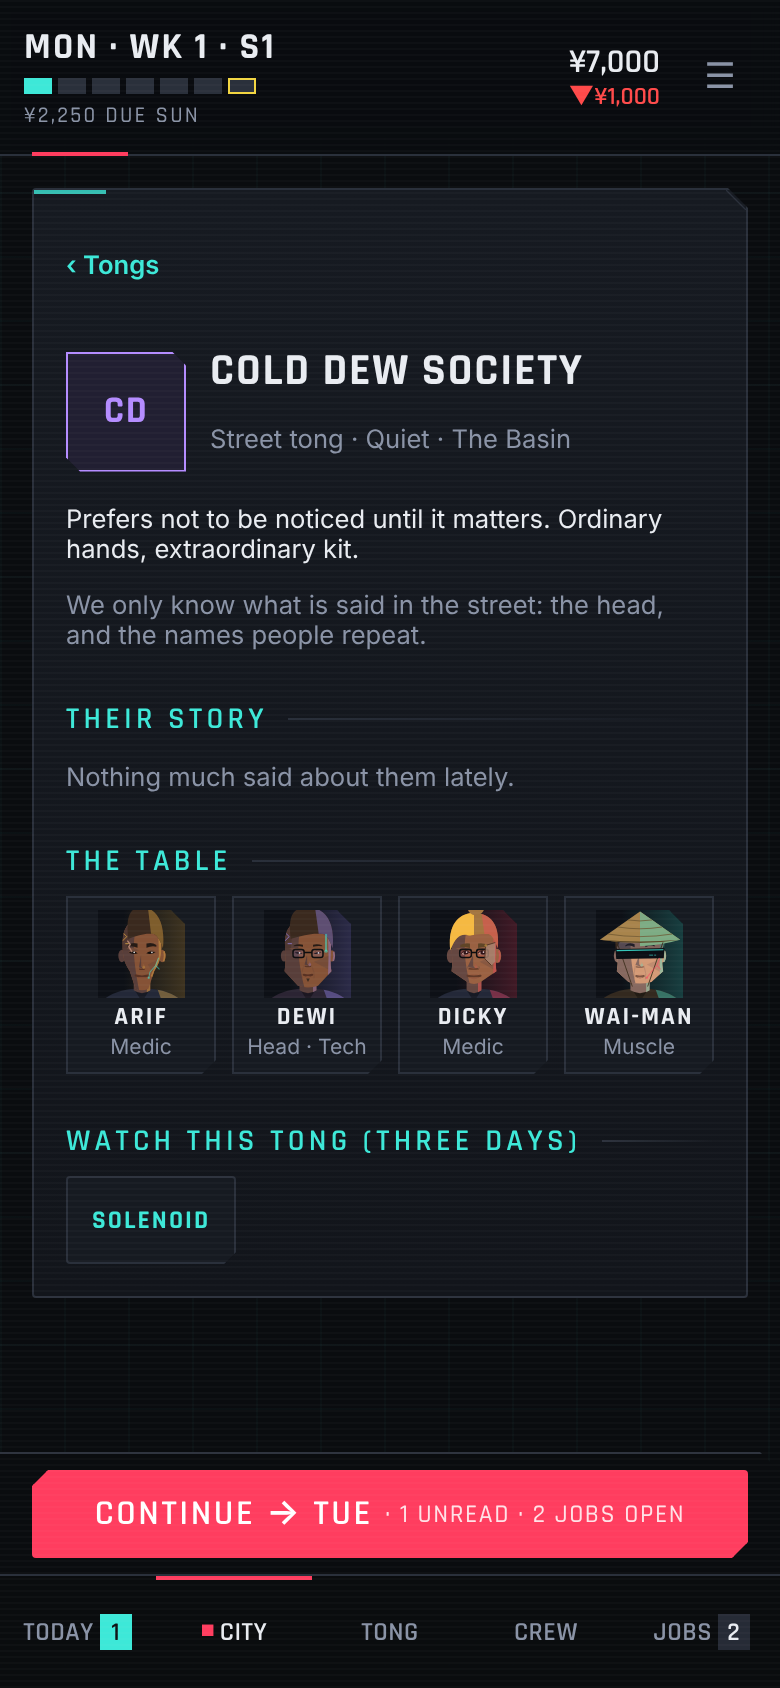 MON · WK 1 · S1
¥2,250 DUE SUN
¥7,000
▼¥1,000
☰
‹ Tongs
CD
COLD DEW SOCIETY
Street tong · Quiet · The Basin
Prefers not to be noticed until it matters. Ordinary
hands, extraordinary kit.
We only know what is said in the street: the head,
and the names people repeat.
THEIR STORY
Nothing much said about them lately.
THE TABLE
ARIF
Medic
DEWI
Head · Tech
DICKY
Medic
WAI-MAN
Muscle
WATCH THIS TONG (THREE DAYS)
SOLENOID
CONTINUE → TUE · 1 UNREAD · 2 JOBS OPEN
TODAY 1
CITY
TONG
CREW
JOBS 2